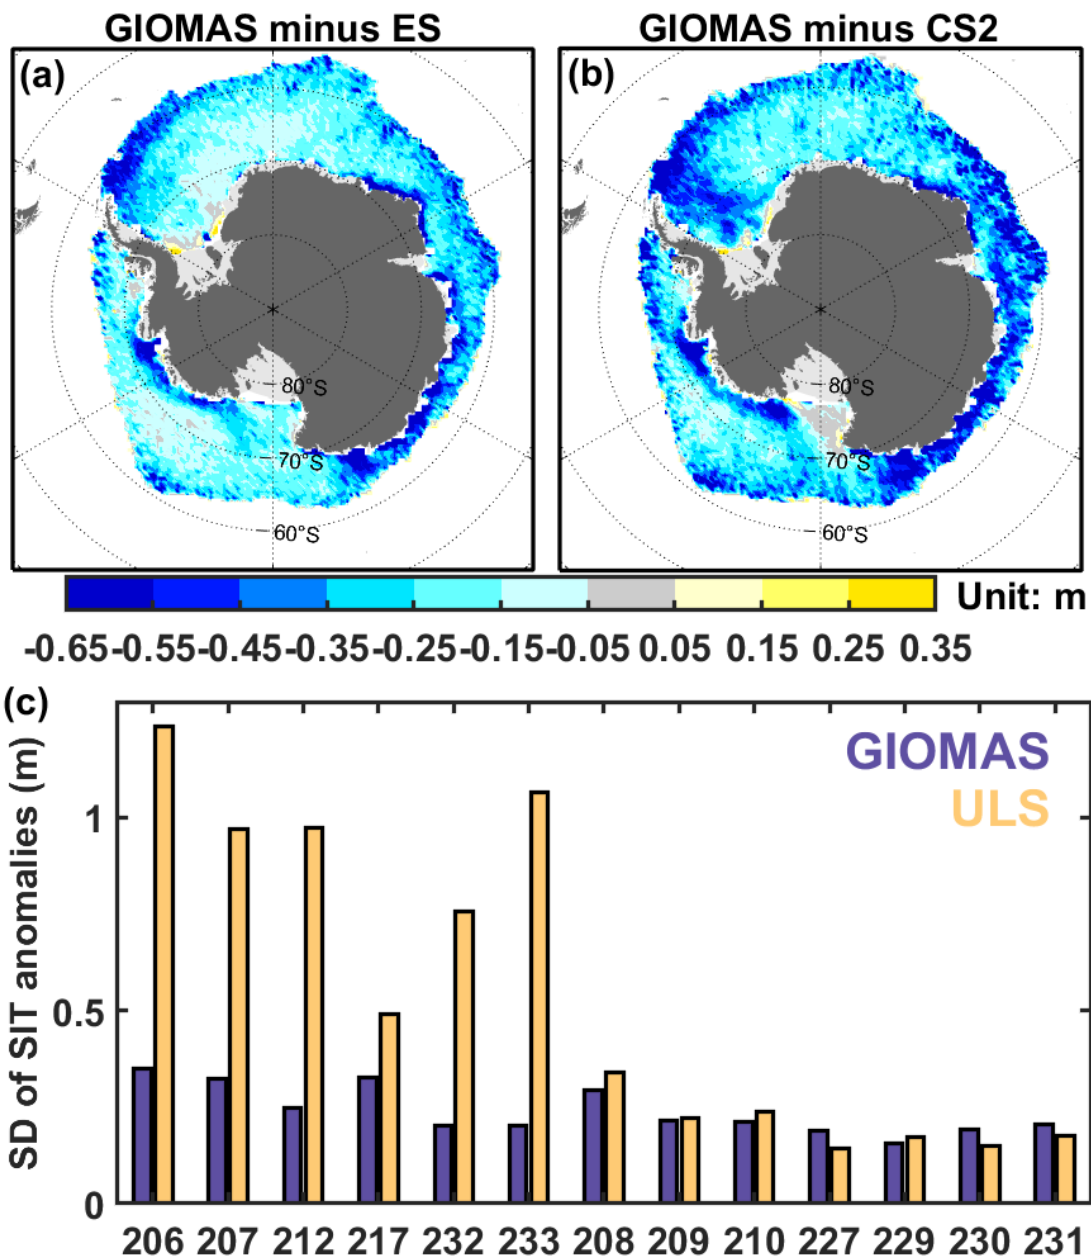 GIOMAS minus ES
GIOMAS minus CS2
(a)
(b)
80°S
70°S
60°S
80°S
70°S
60°S
Unit: m
-0.65 -0.55 -0.45 -0.35 -0.25 -0.15 -0.05 0.05 0.15 0.25 0.35
(c)
SD of SIT anomalies (m)
GIOMAS
ULS
1
0.5
0
206 207 212 217 232 233 208 209 210 227 229 230 231